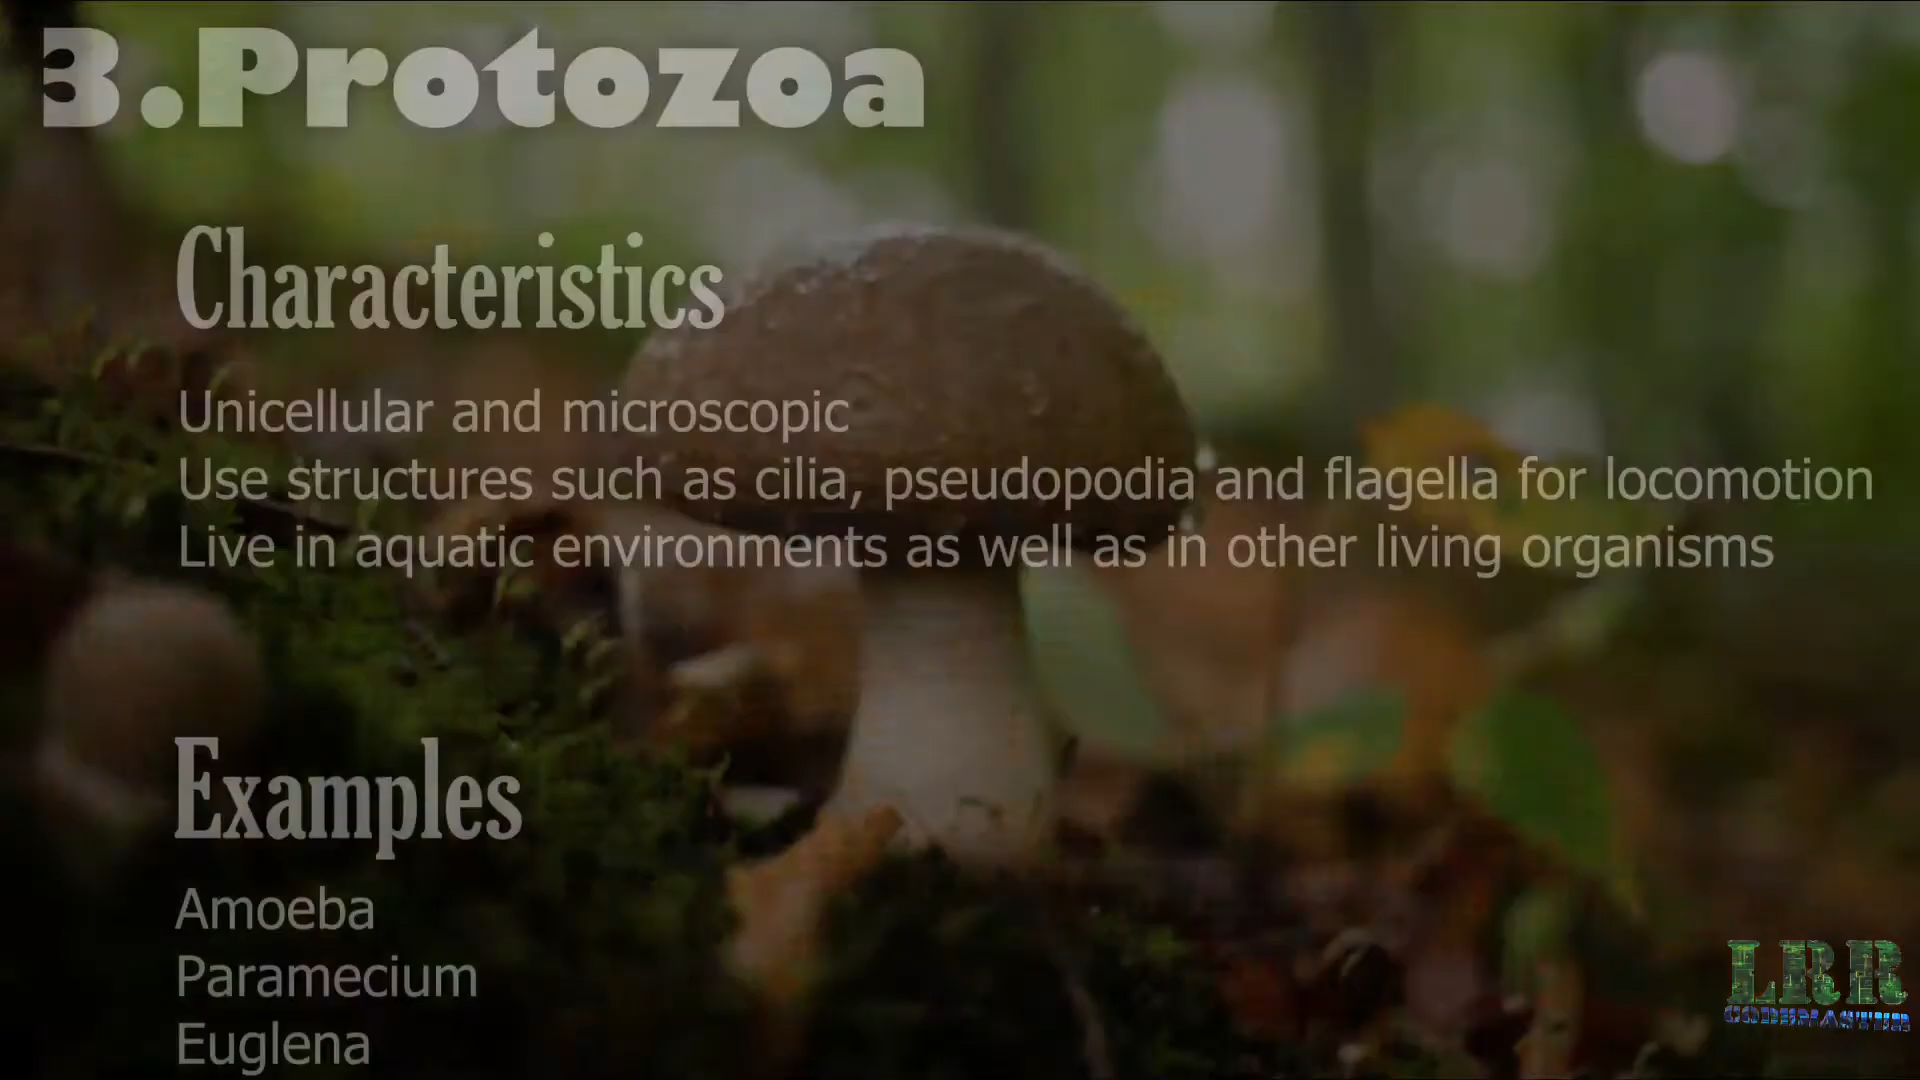 3.Protozoa
Characteristics
Unicellular and microscopic
Use structures such as cilia, pseudopodia and flagella for locomotion
Live in aquatic environments as well as in other living organisms
Examples
Amoeba
Paramecium
Euglena
LRR
CODEMASTER